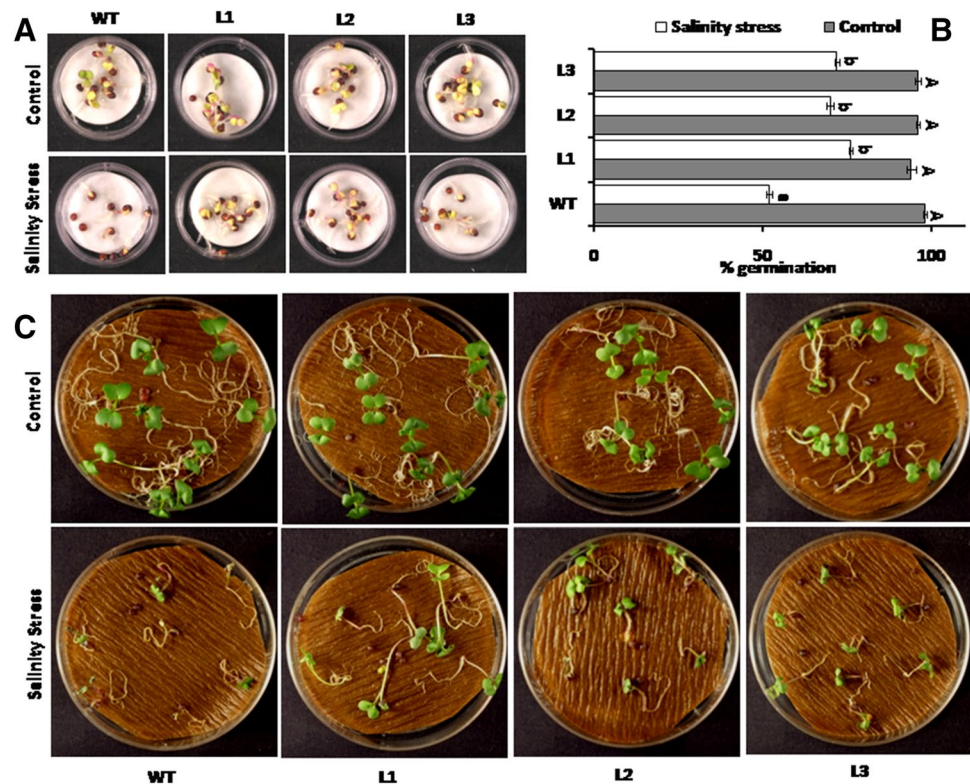 A
WT L1 L2 L3
Control
Salinity Stress
B
Salinity stress Control
L3
b
A
L2
b
A
L1
b
A
WT
a
A
0 50 100
% germination
C
Control
Salinity Stress
WT L1 L2 L3